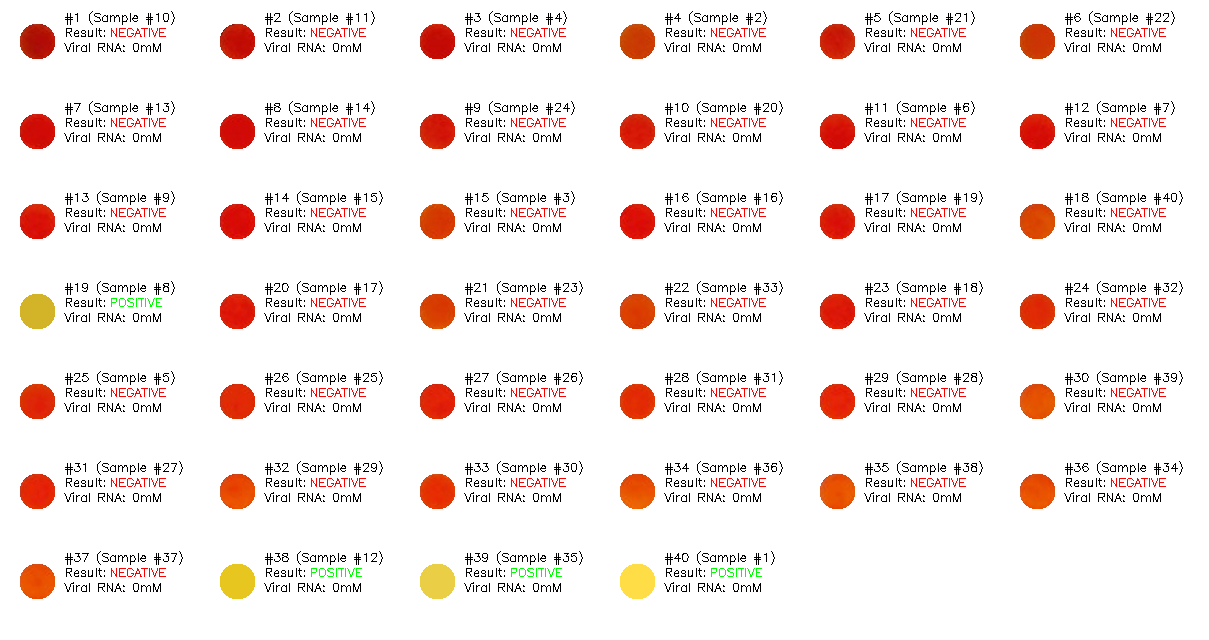 #1 (Sample #10)
Result: NEGATIVE
Viral RNA: 0mM
#2 (Sample #11)
Result: NEGATIVE
Viral RNA: 0mM
#3 (Sample #4)
Result: NEGATIVE
Viral RNA: 0mM
#4 (Sample #2)
Result: NEGATIVE
Viral RNA: 0mM
#5 (Sample #21)
Result: NEGATIVE
Viral RNA: 0mM
#6 (Sample #22)
Result: NEGATIVE
Viral RNA: 0mM
#7 (Sample #13)
Result: NEGATIVE
Viral RNA: 0mM
#8 (Sample #14)
Result: NEGATIVE
Viral RNA: 0mM
#9 (Sample #24)
Result: NEGATIVE
Viral RNA: 0mM
#10 (Sample #20)
Result: NEGATIVE
Viral RNA: 0mM
#11 (Sample #6)
Result: NEGATIVE
Viral RNA: 0mM
#12 (Sample #7)
Result: NEGATIVE
Viral RNA: 0mM
#13 (Sample #9)
Result: NEGATIVE
Viral RNA: 0mM
#14 (Sample #15)
Result: NEGATIVE
Viral RNA: 0mM
#15 (Sample #3)
Result: NEGATIVE
Viral RNA: 0mM
#16 (Sample #16)
Result: NEGATIVE
Viral RNA: 0mM
#17 (Sample #19)
Result: NEGATIVE
Viral RNA: 0mM
#18 (Sample #40)
Result: NEGATIVE
Viral RNA: 0mM
#19 (Sample #8)
Result: POSITIVE
Viral RNA: 0mM
#20 (Sample #17)
Result: NEGATIVE
Viral RNA: 0mM
#21 (Sample #23)
Result: NEGATIVE
Viral RNA: 0mM
#22 (Sample #33)
Result: NEGATIVE
Viral RNA: 0mM
#23 (Sample #18)
Result: NEGATIVE
Viral RNA: 0mM
#24 (Sample #32)
Result: NEGATIVE
Viral RNA: 0mM
#25 (Sample #5)
Result: NEGATIVE
Viral RNA: 0mM
#26 (Sample #25)
Result: NEGATIVE
Viral RNA: 0mM
#27 (Sample #26)
Result: NEGATIVE
Viral RNA: 0mM
#28 (Sample #31)
Result: NEGATIVE
Viral RNA: 0mM
#29 (Sample #28)
Result: NEGATIVE
Viral RNA: 0mM
#30 (Sample #39)
Result: NEGATIVE
Viral RNA: 0mM
#31 (Sample #27)
Result: NEGATIVE
Viral RNA: 0mM
#32 (Sample #29)
Result: NEGATIVE
Viral RNA: 0mM
#33 (Sample #30)
Result: NEGATIVE
Viral RNA: 0mM
#34 (Sample #36)
Result: NEGATIVE
Viral RNA: 0mM
#35 (Sample #38)
Result: NEGATIVE
Viral RNA: 0mM
#36 (Sample #34)
Result: NEGATIVE
Viral RNA: 0mM
#37 (Sample #37)
Result: NEGATIVE
Viral RNA: 0mM
#38 (Sample #12)
Result: POSITIVE
Viral RNA: 0mM
#39 (Sample #35)
Result: POSITIVE
Viral RNA: 0mM
#40 (Sample #1)
Result: POSITIVE
Viral RNA: 0mM